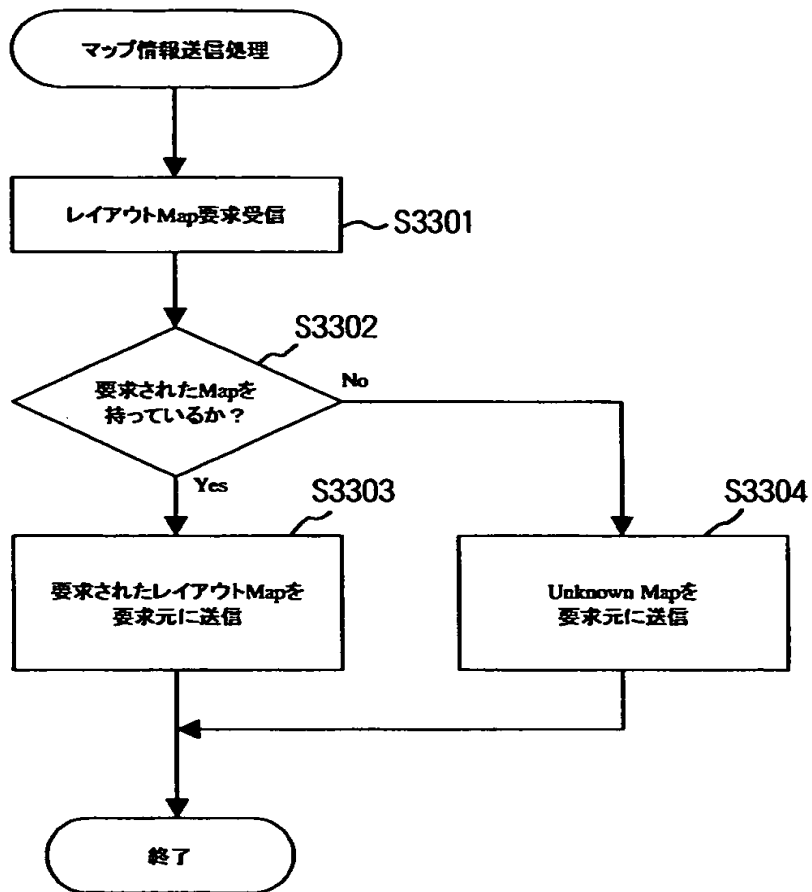 マップ情報送信処理
レイアウトMap要求受信
S3301
S3302
要求されたMapを
持っているか？
No
Yes
S3303
S3304
要求されたレイアウトMapを
要求元に送信
Unknown Mapを
要求元に送信
終了